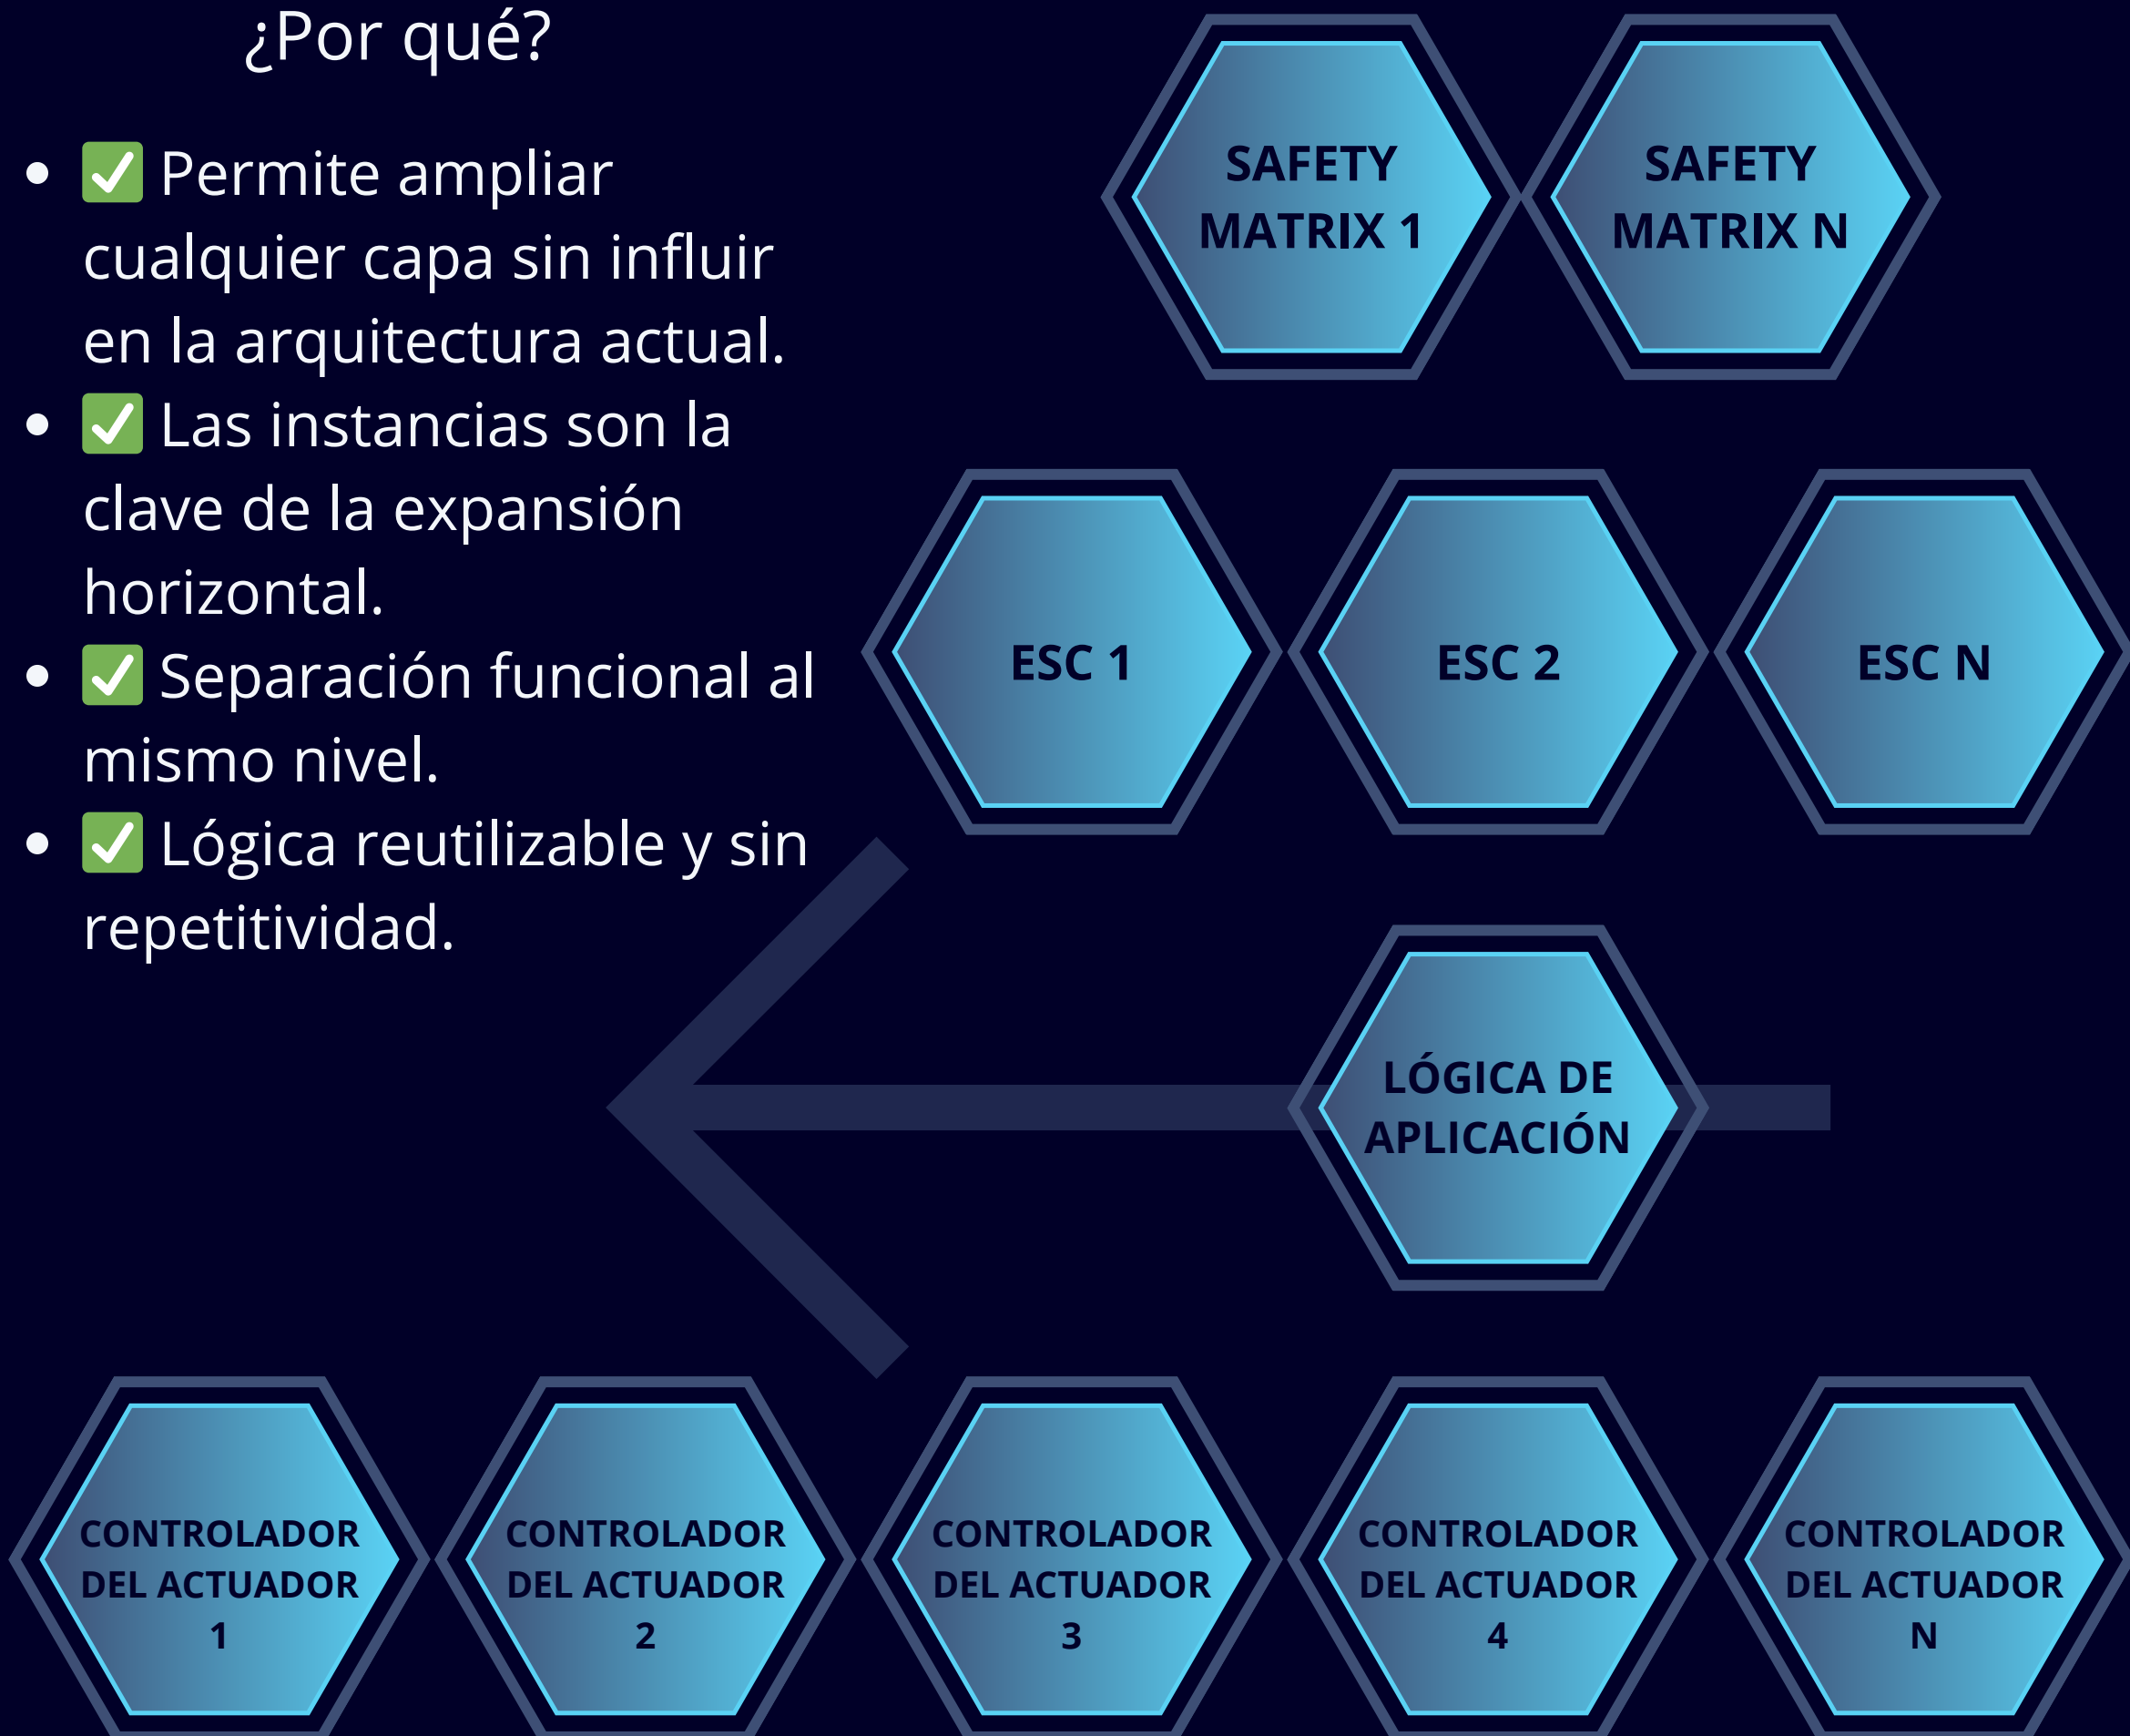 ¿Por qué?
• ✅ Permite ampliar
cualquier capa sin influir
en la arquitectura actual.
• ✅ Las instancias son la
clave de la expansión
horizontal.
• ✅ Separación funcional al
mismo nivel.
• ✅ Lógica reutilizable y sin
repetitividad.
SAFETY
MATRIX 1
SAFETY
MATRIX N
ESC 1
ESC 2
ESC N
LÓGICA DE
APLICACIÓN
CONTROLADOR
DEL ACTUADOR
1
CONTROLADOR
DEL ACTUADOR
2
CONTROLADOR
DEL ACTUADOR
3
CONTROLADOR
DEL ACTUADOR
4
CONTROLADOR
DEL ACTUADOR
N